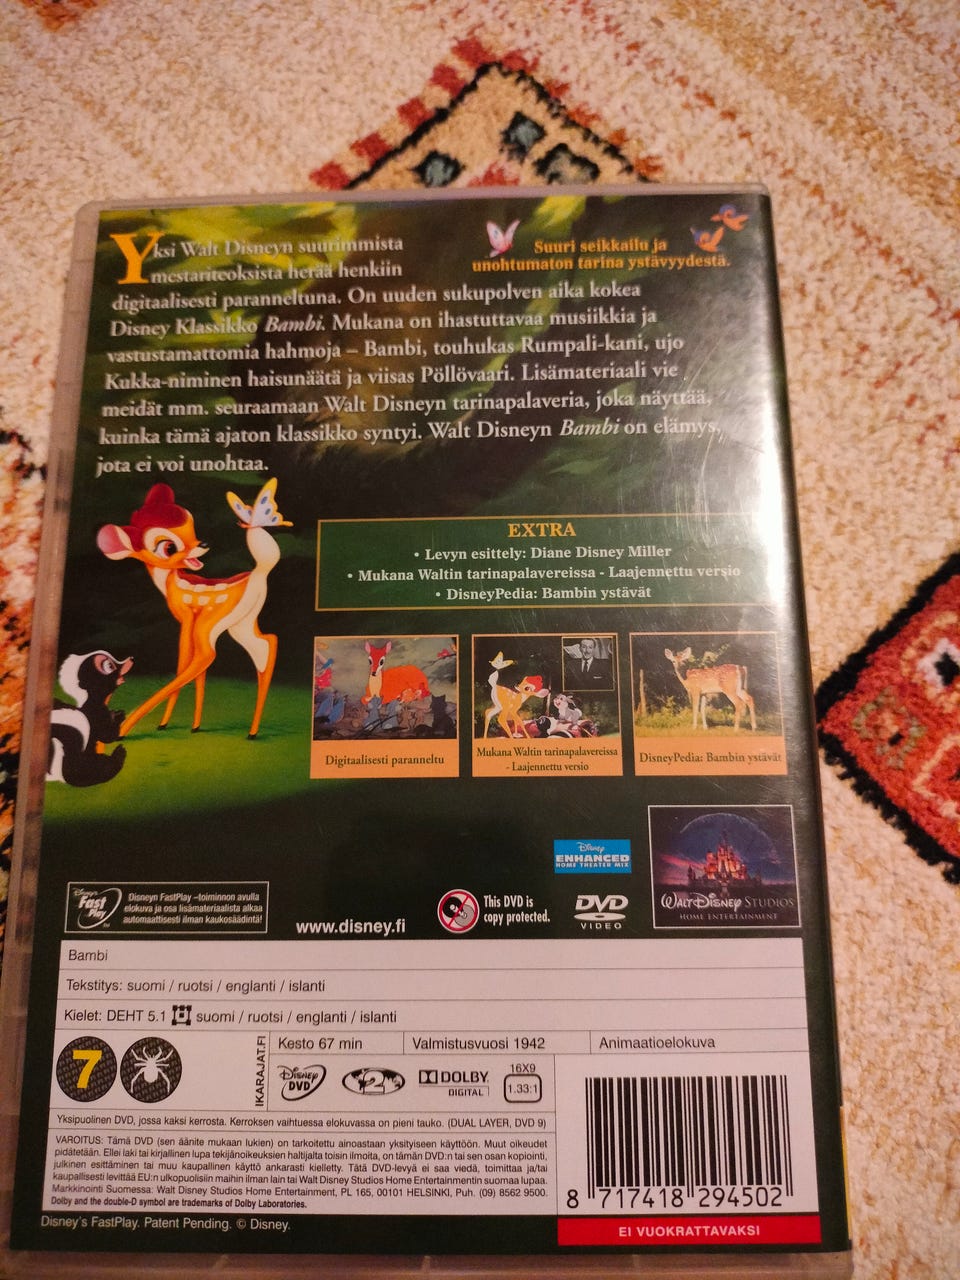 Yksi Walt Disneyn suurimmista
mestariteoksista herää henkiin
digitaalisesti paranneltuna. On uuden sukupolven aika kokea
Disney Klassikko Bambi. Mukana on ihastuttavaa musiikkia ja
vastustamattomia hahmoja – Bambi, touhukas Rumpali-kani, ujo
Kukka-niminen haisunäätä ja viisas Pöllövaari. Lisämateriaali vie
meidät mm. seuraamaan Walt Disneyn tarinapalaveria, joka näyttää,
kuinka tämä ajaton klassikko syntyi. Walt Disneyn Bambi on elämys,
jota ei voi unohtaa.
Suuri seikkailu ja
unohtumaton tarina ystävyydestä.
EXTRA
• Levyn esittely: Diane Disney Miller
• Mukana Waltin tarinapalavereissa - Laajennettu versio
• DisneyPedia: Bambin ystävät
Digitaalisesti paranneltu
Mukana Waltin tarinapalavereissa
- Laajennettu versio
DisneyPedia: Bambin ystävät
Disney
ENHANCED
HOME THEATER MIX
WALT DISNEY STUDIOS
HOME ENTERTAINMENT
Disney's
Fast
Play
Disneyn FastPlay –toiminnon avulla
elokuva ja osa lisämateriaalista alkaa
automaattisesti ilman kaukosäädintä!
www.disney.fi
This DVD is
copy protected.
DVD
VIDEO
Bambi
Tekstitys: suomi / ruotsi / englanti / islanti
Kielet: DEHT 5.1 suomi / ruotsi / englanti / islanti
7
IKARAJAT.FI
Kesto 67 min
Valmistusvuosi 1942
Animaatioelokuva
Disney
DVD
2
DOLBY
DIGITAL
16X9
1.33:1
Yksipuolinen DVD, jossa kaksi kerrosta. Kerroksen vaihtuessa elokuvassa on pieni tauko. (DUAL LAYER, DVD 9)
VAROITUS: Tämä DVD (sen äänite mukaan lukien) on tarkoitettu ainoastaan yksityiseen käyttöön. Muut oikeudet
pidätetään. Ellei laki tai kirjallinen lupa tekijänoikeuksien haltijalta toisin ilmoita, on tämän DVD:n tai sen osan kopiointi,
julkinen esittäminen tai muu kaupallinen käyttö ankarasti kielletty. Tätä DVD-levyä ei saa viedä, toimittaa ja/tai
kaupallisesti levittää EU:n ulkopuolisiin maihin ilman lain tai Walt Disney Studios Home Entertainmentin suomaa lupaa.
Markkinointi Suomessa: Walt Disney Studios Home Entertainment, PL 165, 00101 HELSINKI, Puh. (09) 8562 9500.
Dolby and the double-D symbol are trademarks of Dolby Laboratories.
8 717418 294502
EI VUOKRATTAVAKSI
Disney's FastPlay. Patent Pending. © Disney.